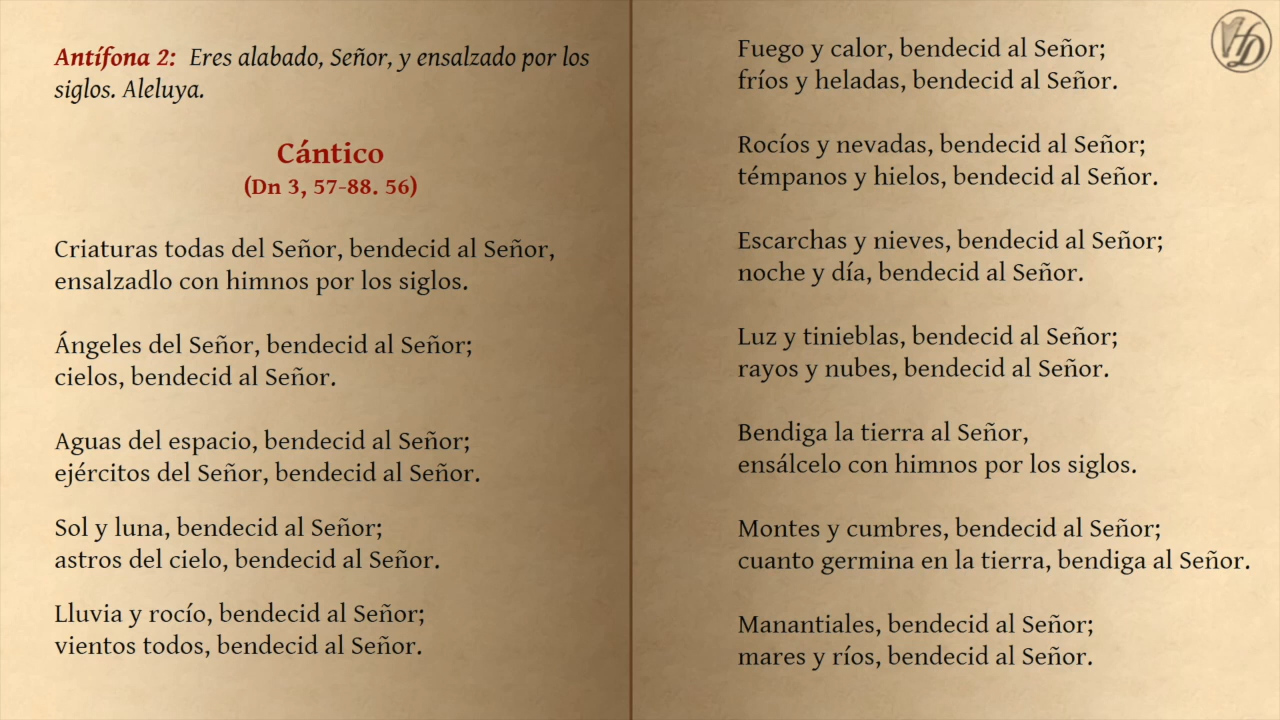 Antífona 2: Eres alabado, Señor, y ensalzado por los
siglos. Aleluya.
Cántico
(Dn 3, 57-88. 56)
Criaturas todas del Señor, bendecid al Señor,
ensalzadlo con himnos por los siglos.
Ángeles del Señor, bendecid al Señor;
cielos, bendecid al Señor.
Aguas del espacio, bendecid al Señor;
ejércitos del Señor, bendecid al Señor.
Sol y luna, bendecid al Señor;
astros del cielo, bendecid al Señor.
Lluvia y rocío, bendecid al Señor;
vientos todos, bendecid al Señor.
Fuego y calor, bendecid al Señor;
fríos y heladas, bendecid al Señor.
Rocíos y nevadas, bendecid al Señor;
témpanos y hielos, bendecid al Señor.
Escarchas y nieves, bendecid al Señor;
noche y día, bendecid al Señor.
Luz y tinieblas, bendecid al Señor;
rayos y nubes, bendecid al Señor.
Bendiga la tierra al Señor,
ensálcelo con himnos por los siglos.
Montes y cumbres, bendecid al Señor;
cuanto germina en la tierra, bendiga al Señor.
Manantiales, bendecid al Señor;
mares y ríos, bendecid al Señor.
HD